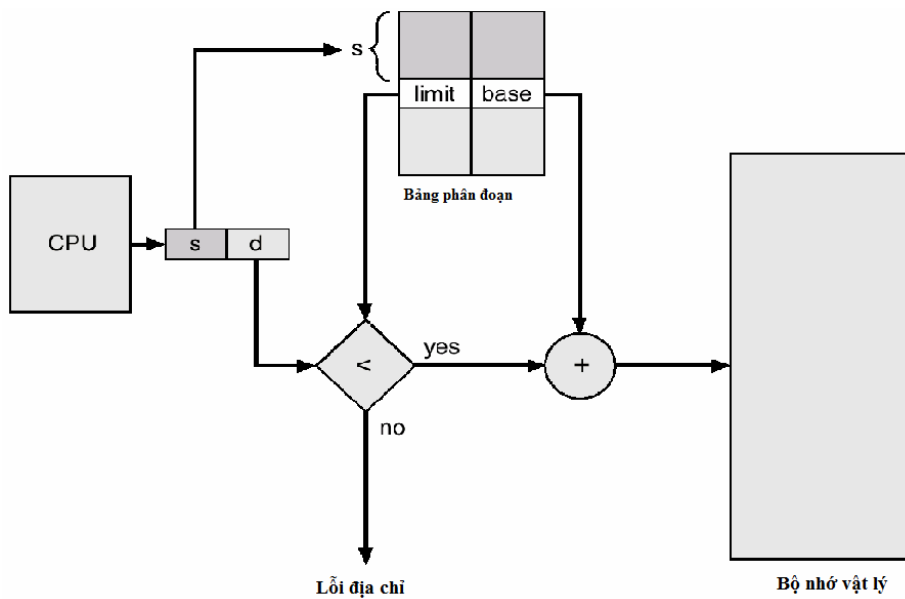 s
limit base
Bảng phân đoạn
CPU
s d
<
yes
+
no
Lỗi địa chỉ
Bộ nhớ vật lý